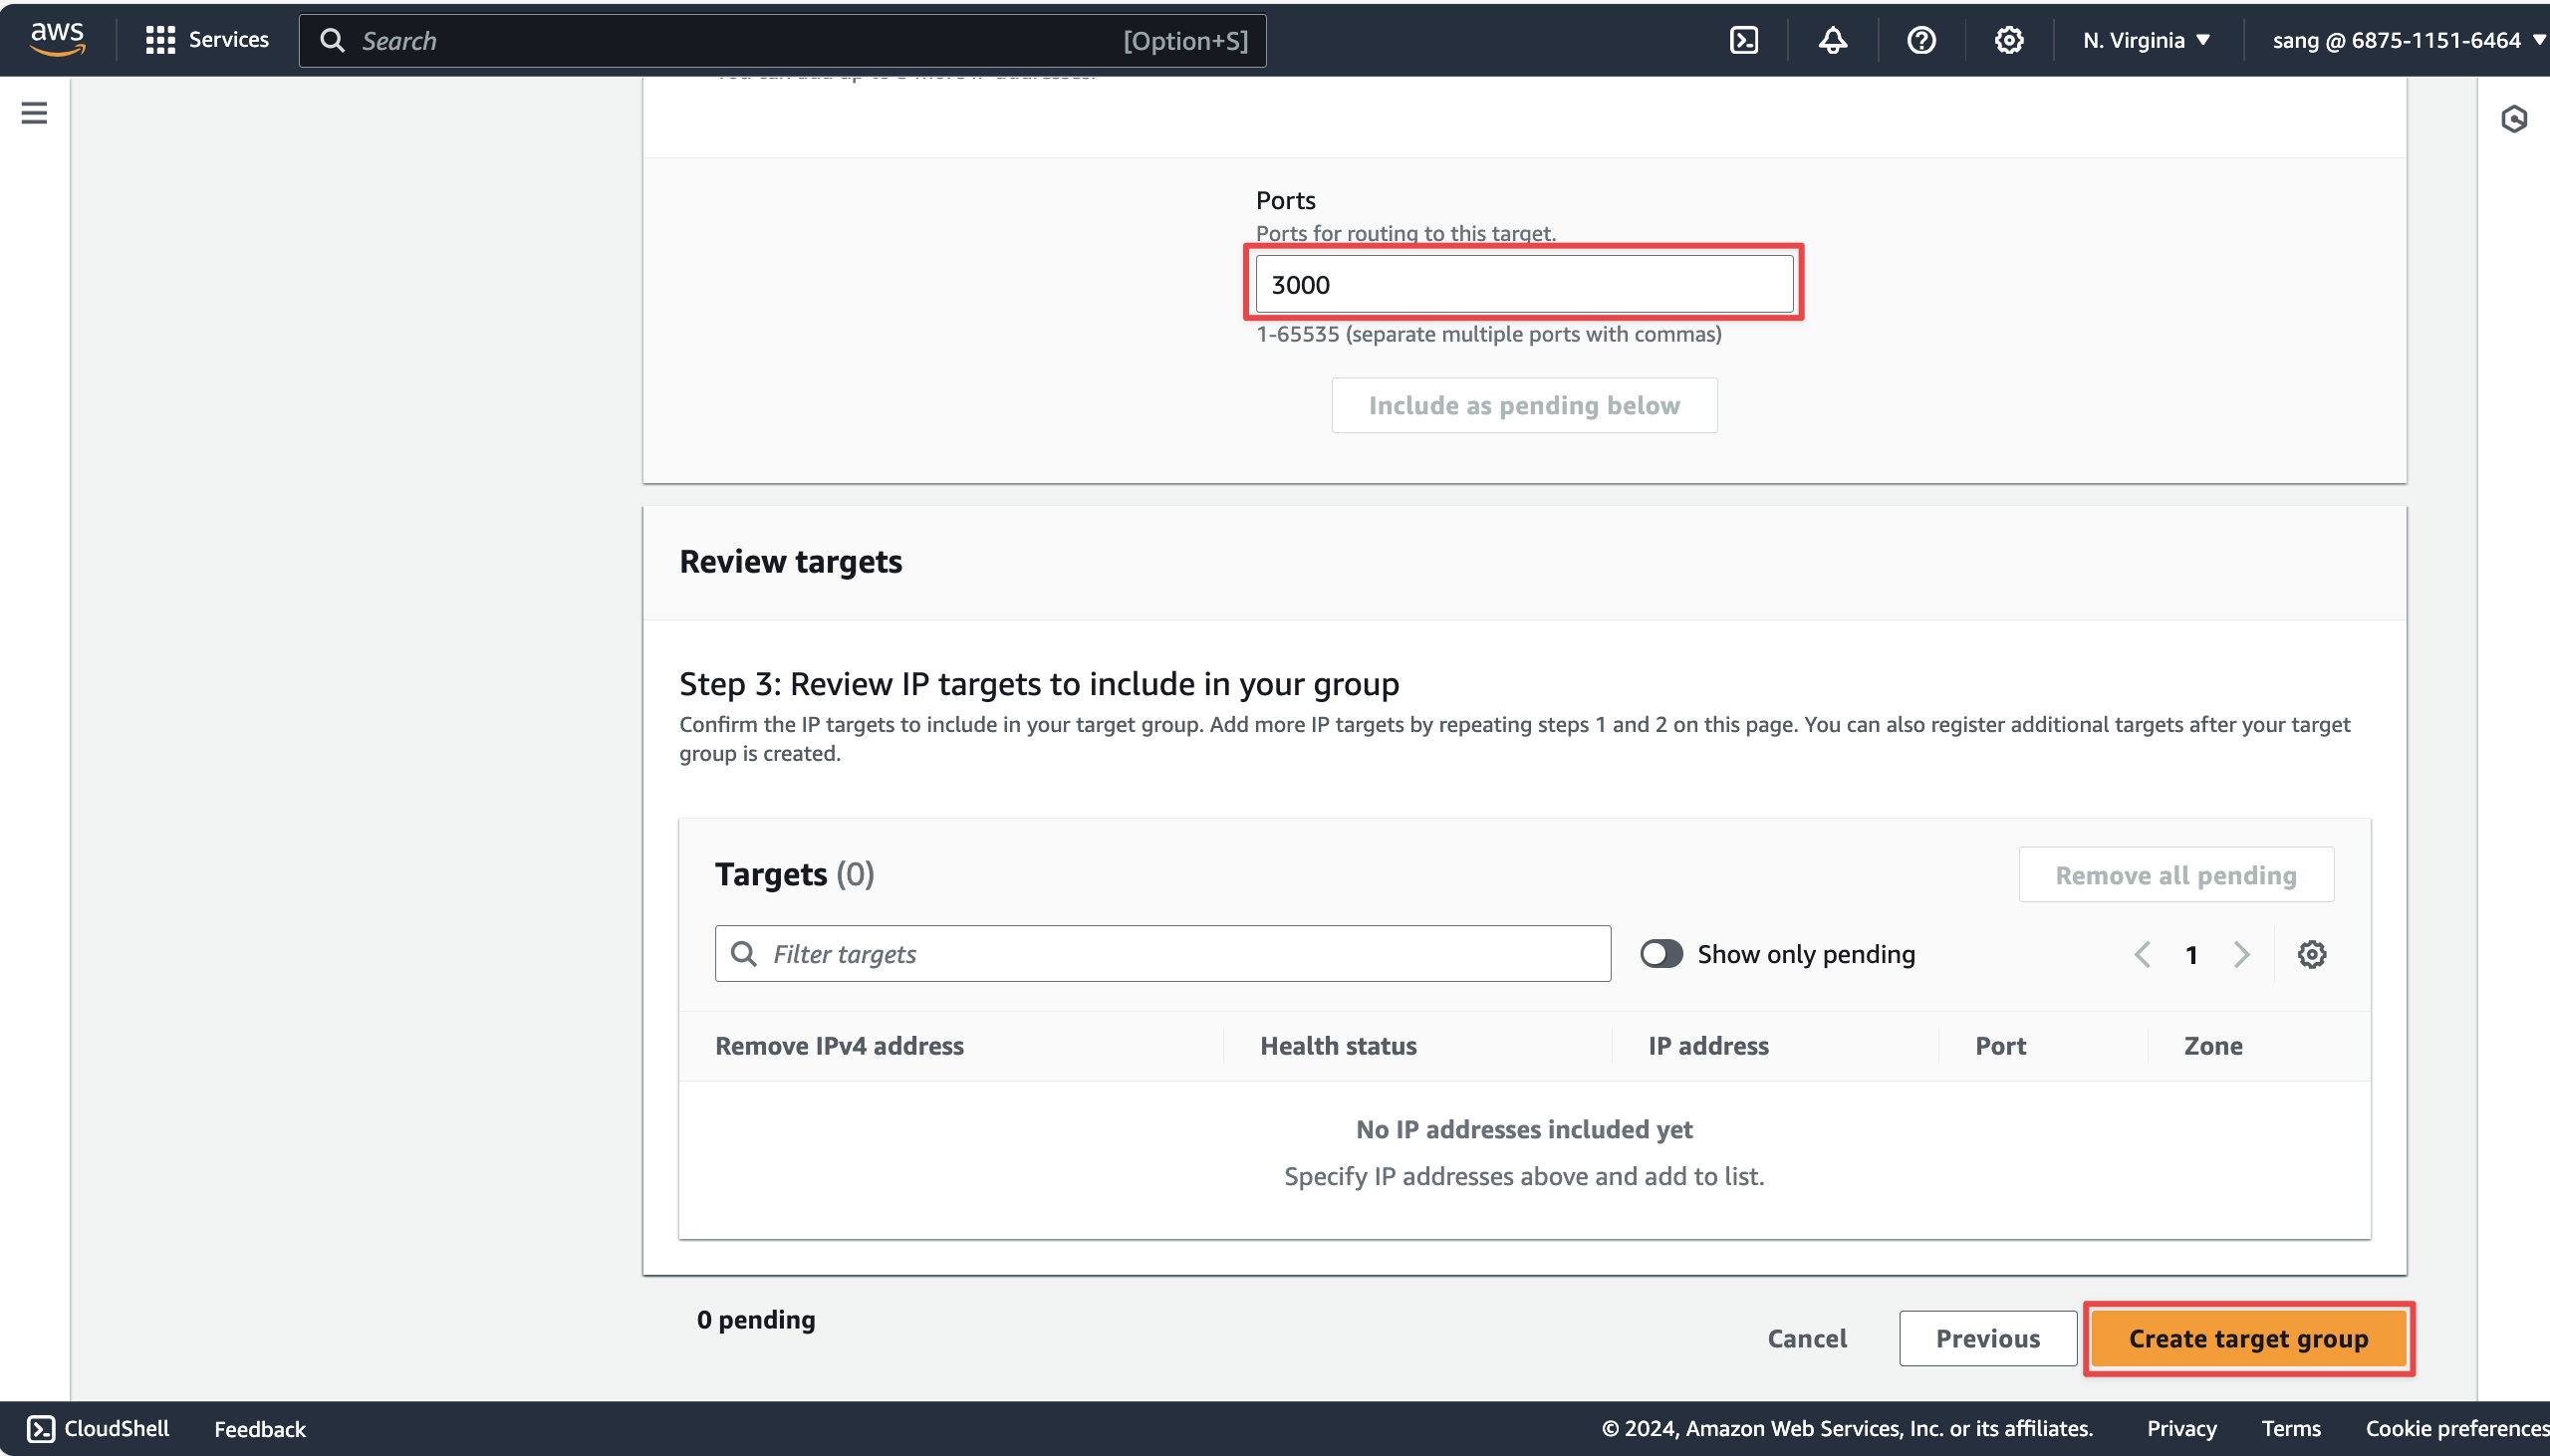 aws
Services
Search
[Option+S]
N. Virginia
sang @ 6875-1151-6464
Ports
Ports for routing to this target.
3000
1-65535 (separate multiple ports with commas)
Include as pending below
Review targets
Step 3: Review IP targets to include in your group
Confirm the IP targets to include in your target group. Add more IP targets by repeating steps 1 and 2 on this page. You can also register additional targets after your target
group is created.
Targets (0)
Remove all pending
Filter targets
Show only pending
1
Remove IPv4 address
Health status
IP address
Port
Zone
No IP addresses included yet
Specify IP addresses above and add to list.
0 pending
Cancel
Previous
Create target group
CloudShell
Feedback
© 2024, Amazon Web Services, Inc. or its affiliates.
Privacy
Terms
Cookie preferences